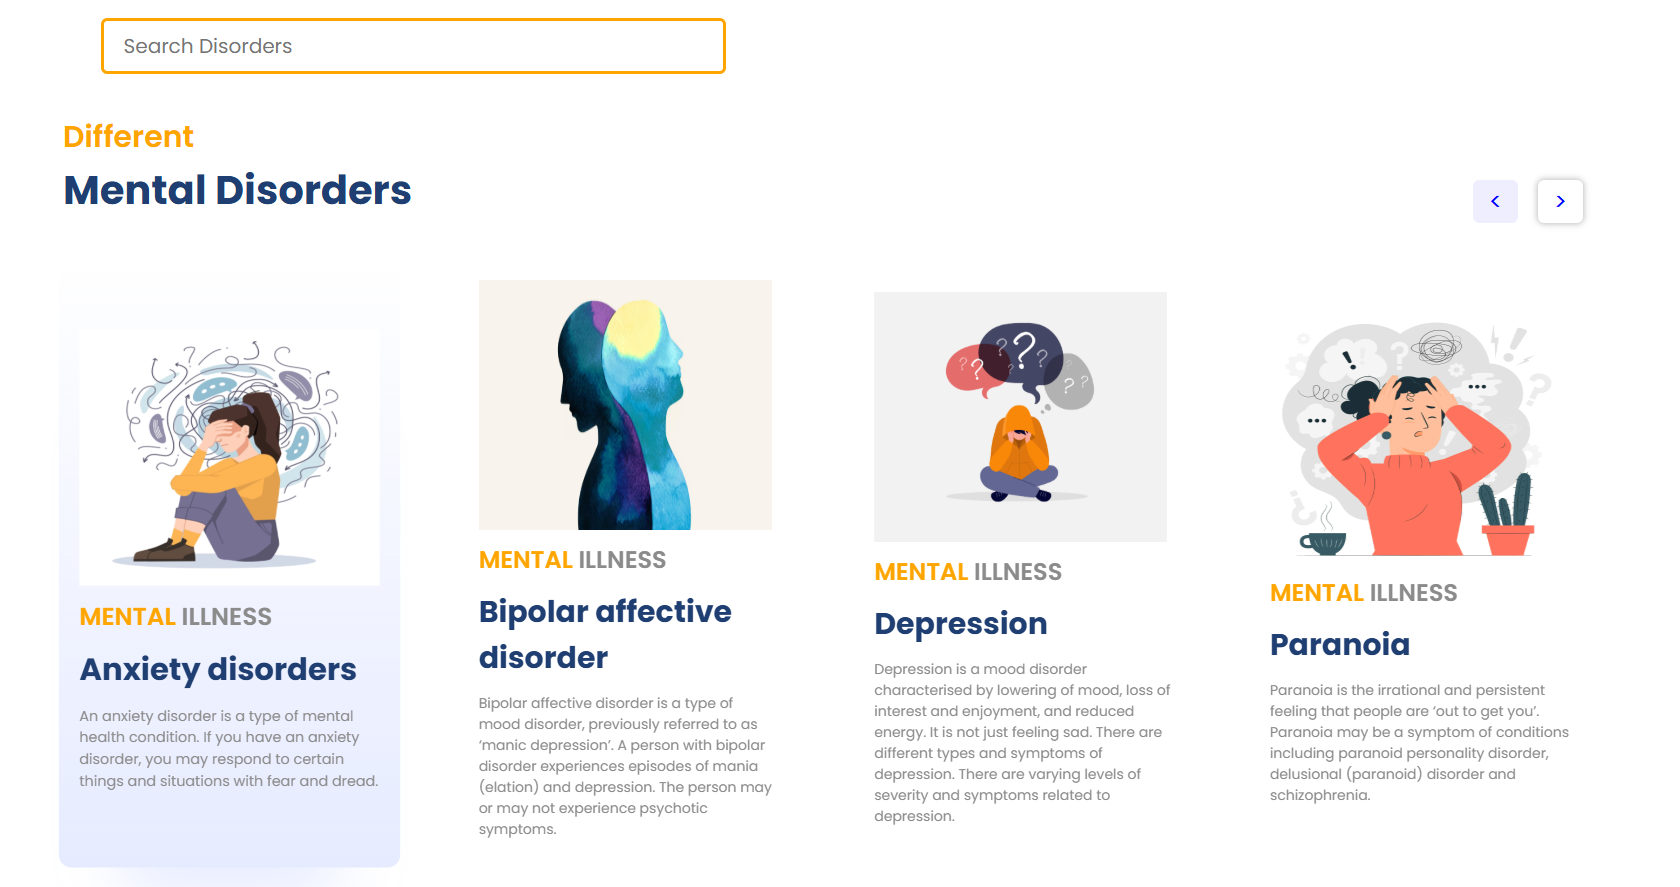 Search Disorders
Different
Mental Disorders
< >
MENTAL ILLNESS
Anxiety disorders
An anxiety disorder is a type of mental
health condition. If you have an anxiety
disorder, you may respond to certain
things and situations with fear and dread.
MENTAL ILLNESS
Bipolar affective
disorder
Bipolar affective disorder is a type of
mood disorder, previously referred to as
‘manic depression’. A person with bipolar
disorder experiences episodes of mania
(elation) and depression. The person may
or may not experience psychotic
symptoms.
? ? ? ? ? ? ?
MENTAL ILLNESS
Depression
Depression is a mood disorder
characterised by lowering of mood, loss of
interest and enjoyment, and reduced
energy. It is not just feeling sad. There are
different types and symptoms of
depression. There are varying levels of
severity and symptoms related to
depression.
MENTAL ILLNESS
Paranoia
Paranoia is the irrational and persistent
feeling that people are ‘out to get you’.
Paranoia may be a symptom of conditions
including paranoid personality disorder,
delusional (paranoid) disorder and
schizophrenia.